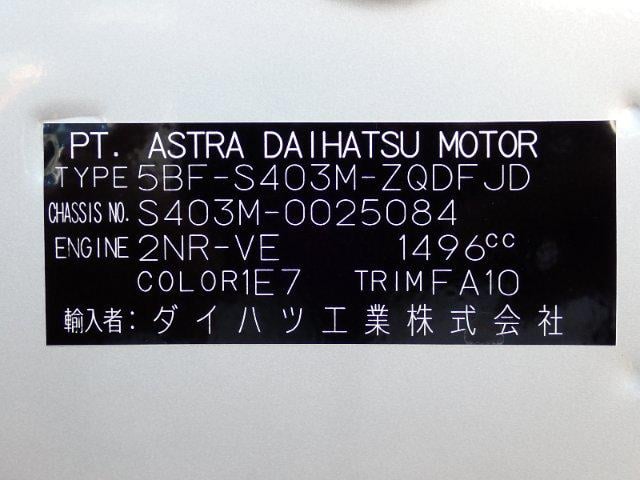 PT. ASTRA DAIHATSU MOTOR
TYPE 5BF-S403M-ZQDFJD
CHASSIS NO. S403M-0025084
ENGINE 2NR-VE 1496cc
COLOR 1E7 TRIM FA10
輸入者: ダイハツ工業株式会社